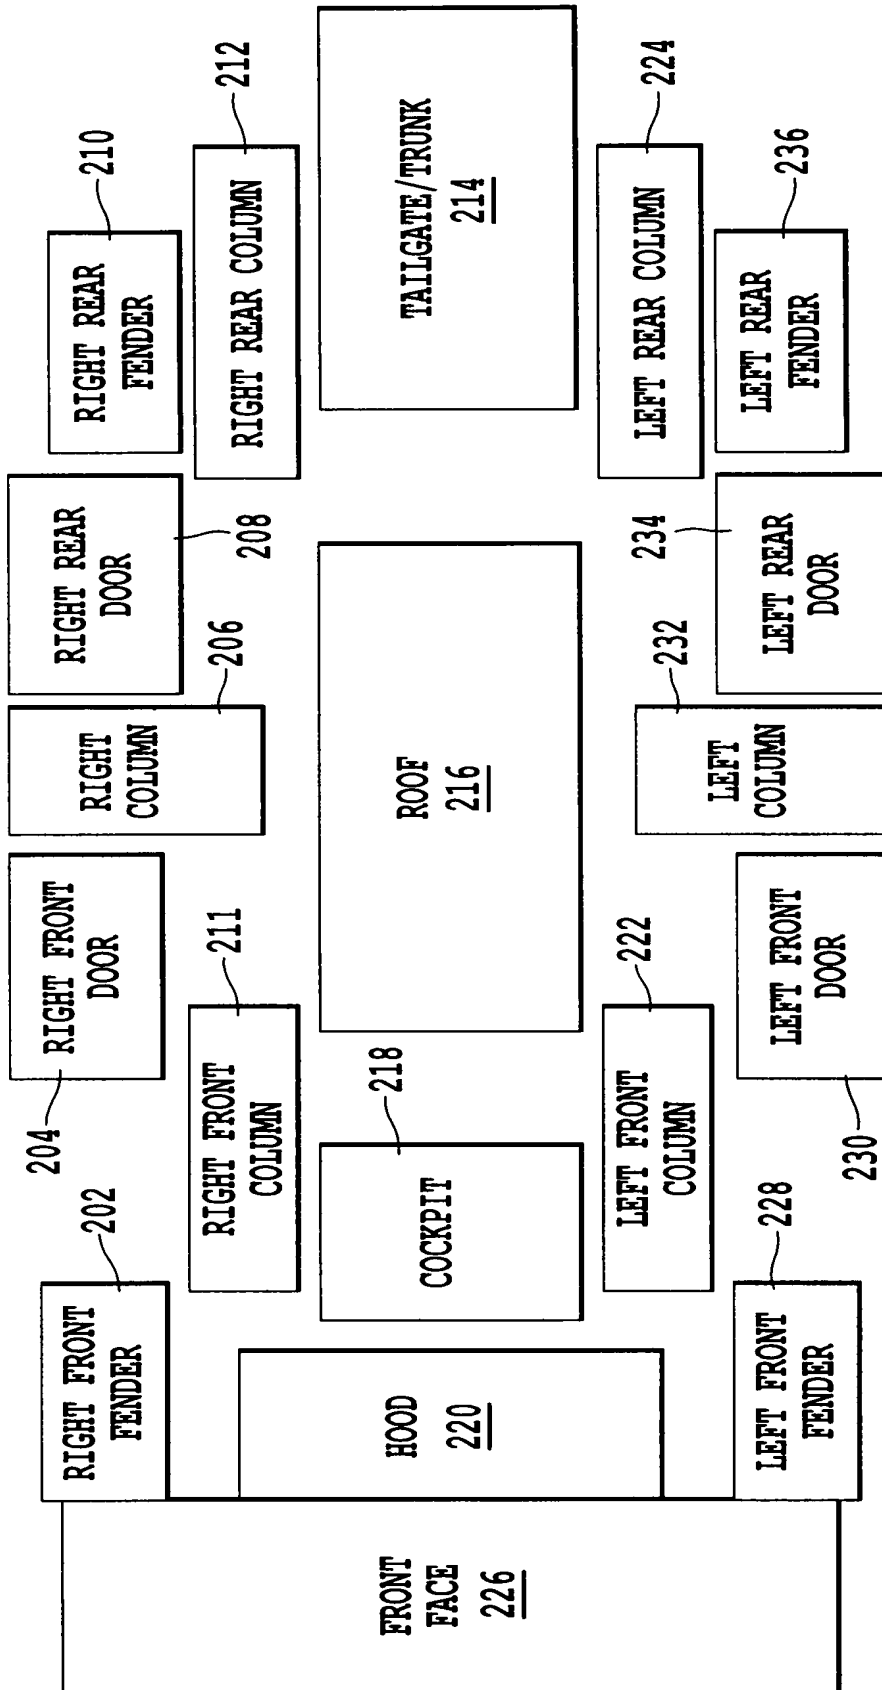 RIGHT FRONT
FENDER
202
204
RIGHT FRONT
DOOR
RIGHT
COLUMN
206
RIGHT REAR
DOOR
208
RIGHT REAR
FENDER
210
RIGHT FRONT
COLUMN
211
RIGHT REAR COLUMN
212
FRONT
FACE
226
HOOD
220
COCKPIT
218
ROOF
216
TAILGATE/TRUNK
214
LEFT FRONT
COLUMN
222
LEFT REAR COLUMN
224
LEFT FRONT
FENDER
228
LEFT FRONT
DOOR
230
LEFT
COLUMN
232
LEFT REAR
DOOR
234
LEFT REAR
FENDER
236